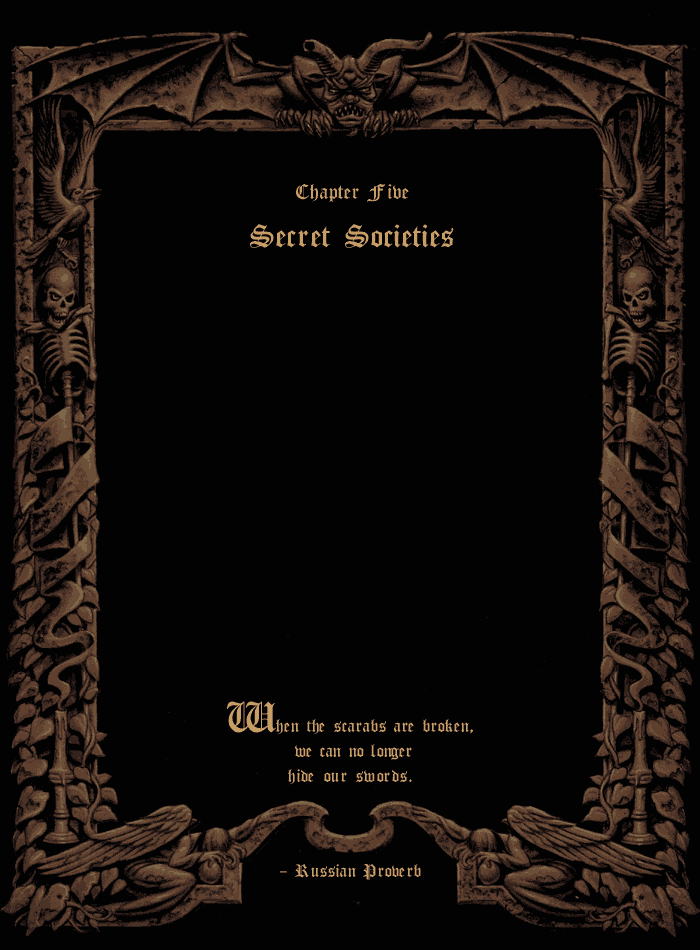 Chapter Five
Secret Societies
When the scarabs are broken,
we can no longer
hide our swords.
- Russian Proverb